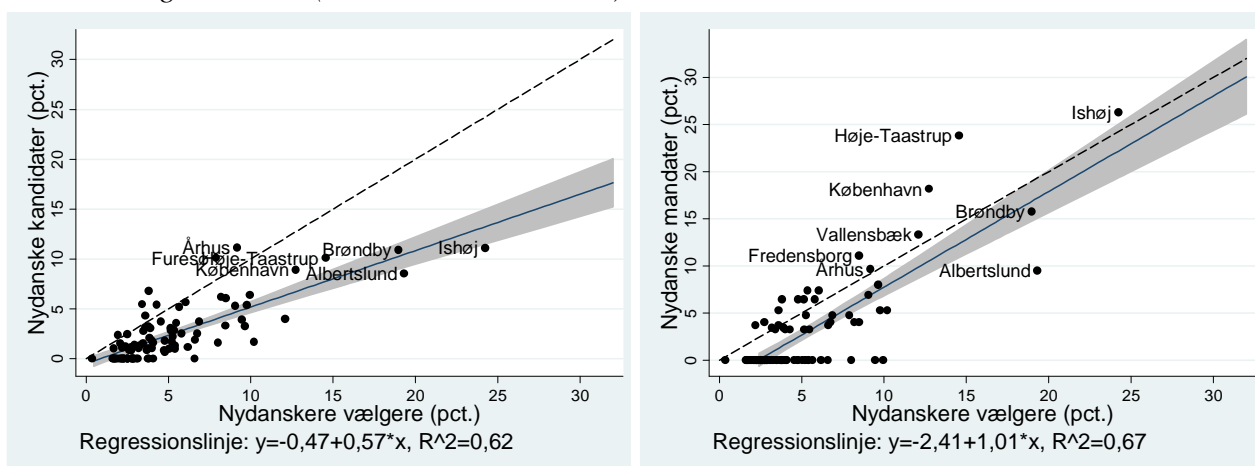 30
25
20
15
10
5
0
Nydanske kandidater (pct.)
Århus
Furesø
Høje-Taastrup
København
Brøndby
Albertslund
Ishøj
0 5 10 15 20 25 30
Nydanskere vælgere (pct.)
Regressionslinje: y=-0,47+0,57*x, R^2=0,62
30
25
20
15
10
5
0
Nydanske mandater (pct.)
Ishøj
Høje-Taastrup
København
Brøndby
Vallensbæk
Fredensborg
Århus
Albertslund
0 5 10 15 20 25 30
Nydanskere vælgere (pct.)
Regressionslinje: y=-2,41+1,01*x, R^2=0,67